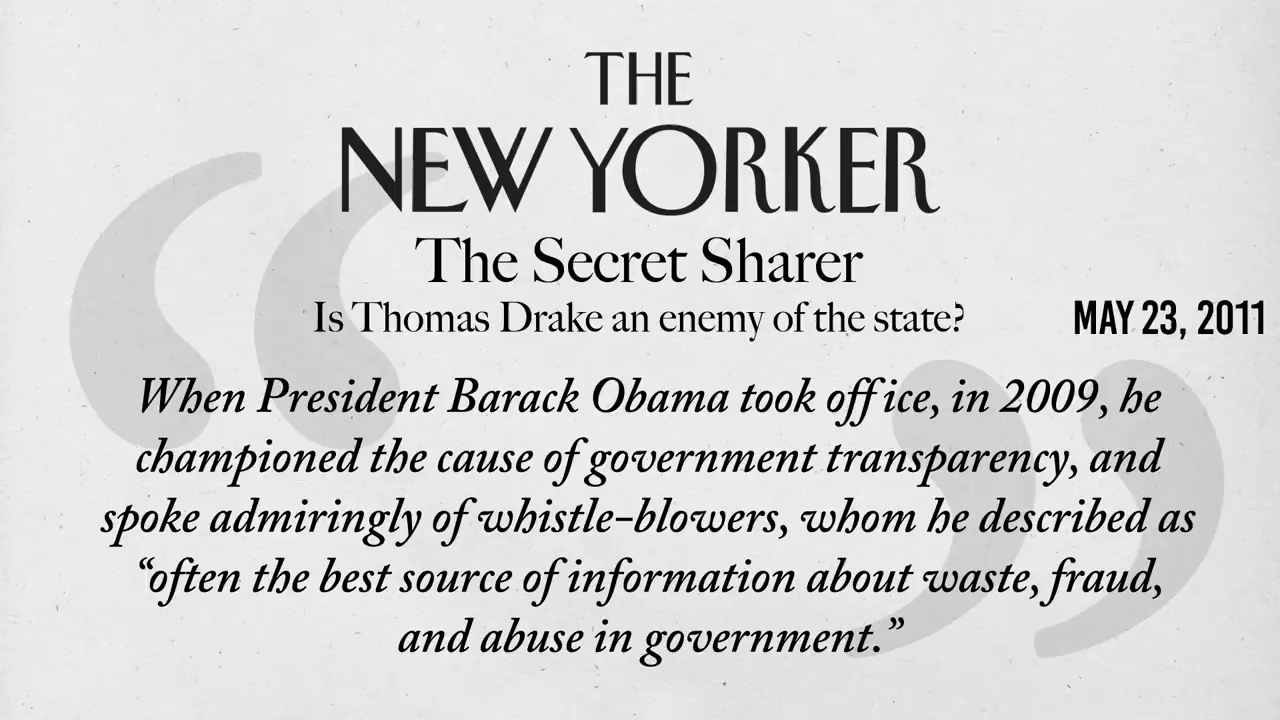 THE
NEW YORKER
The Secret Sharer
Is Thomas Drake an enemy of the state?
MAY 23, 2011
When President Barack Obama took office, in 2009, he
championed the cause of government transparency, and
spoke admiringly of whistle-blowers, whom he described as
“often the best source of information about waste, fraud,
and abuse in government.”